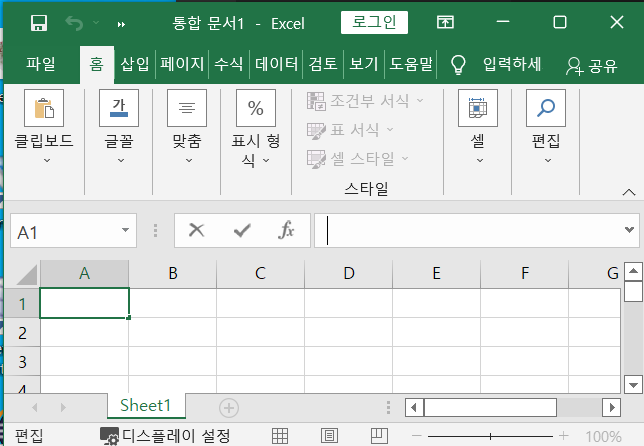 통합 문서1 - Excel 로그인
파일 홈 삽입 페이지 수식 데이터 검토 보기 도움말 입력하세 공유
클립보드 글꼴 맞춤 % 표시 형식 조건부 서식 표 서식 셀 스타일 셀 편집
가
스타일
A1 fx
A B C D E F G
1
2
3
4
Sheet1
편집 디스플레이 설정 100%